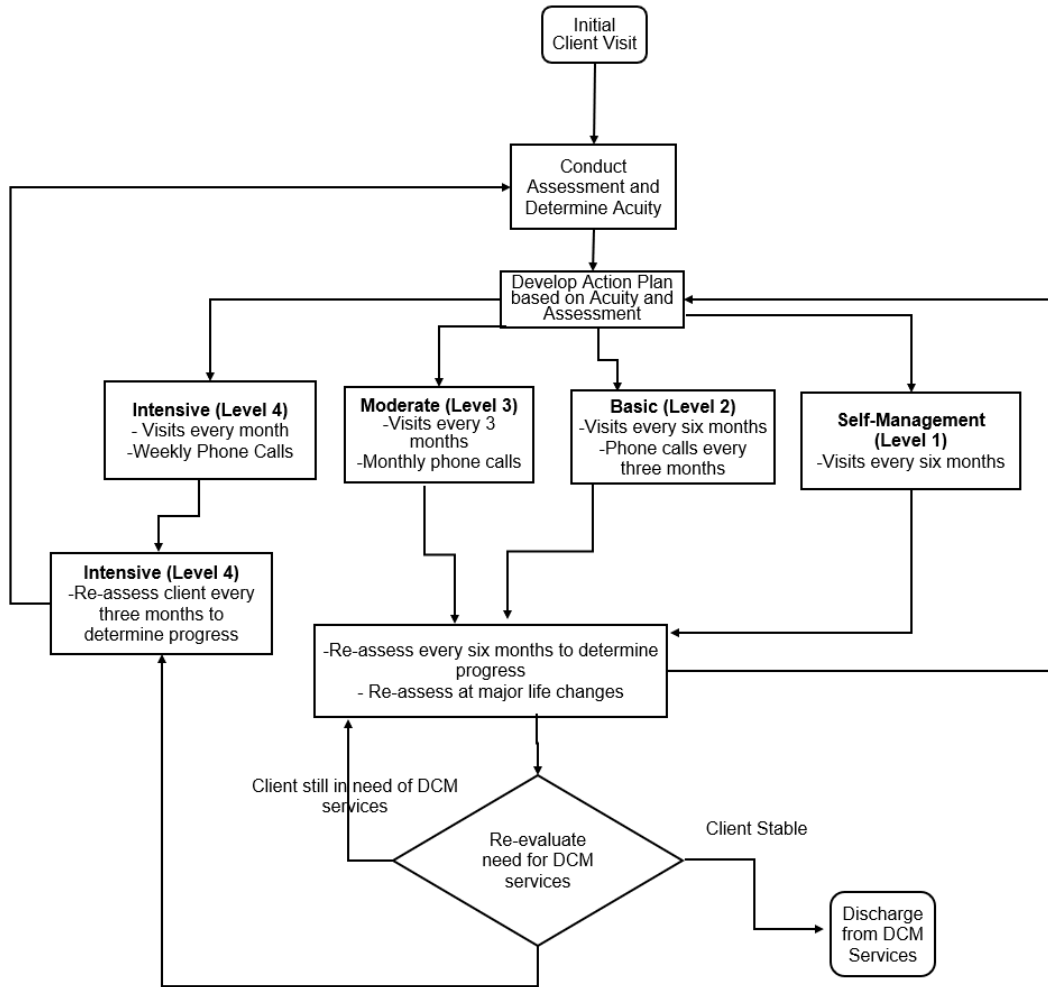 Initial
Client Visit
Conduct
Assessment and
Determine Acuity
Develop Action Plan
based on Acuity and
Assessment
Intensive (Level 4)
- Visits every month
-Weekly Phone Calls
Moderate (Level 3)
-Visits every 3
months
-Monthly phone calls
Basic (Level 2)
-Visits every six months
-Phone calls every
three months
Self-Management
(Level 1)
-Visits every six months
Intensive (Level 4)
-Re-assess client every
three months to
determine progress
-Re-assess every six months to determine
progress
- Re-assess at major life changes
Client still in need of DCM
services
Re-evaluate
need for DCM
services
Client Stable
Discharge
from DCM
Services